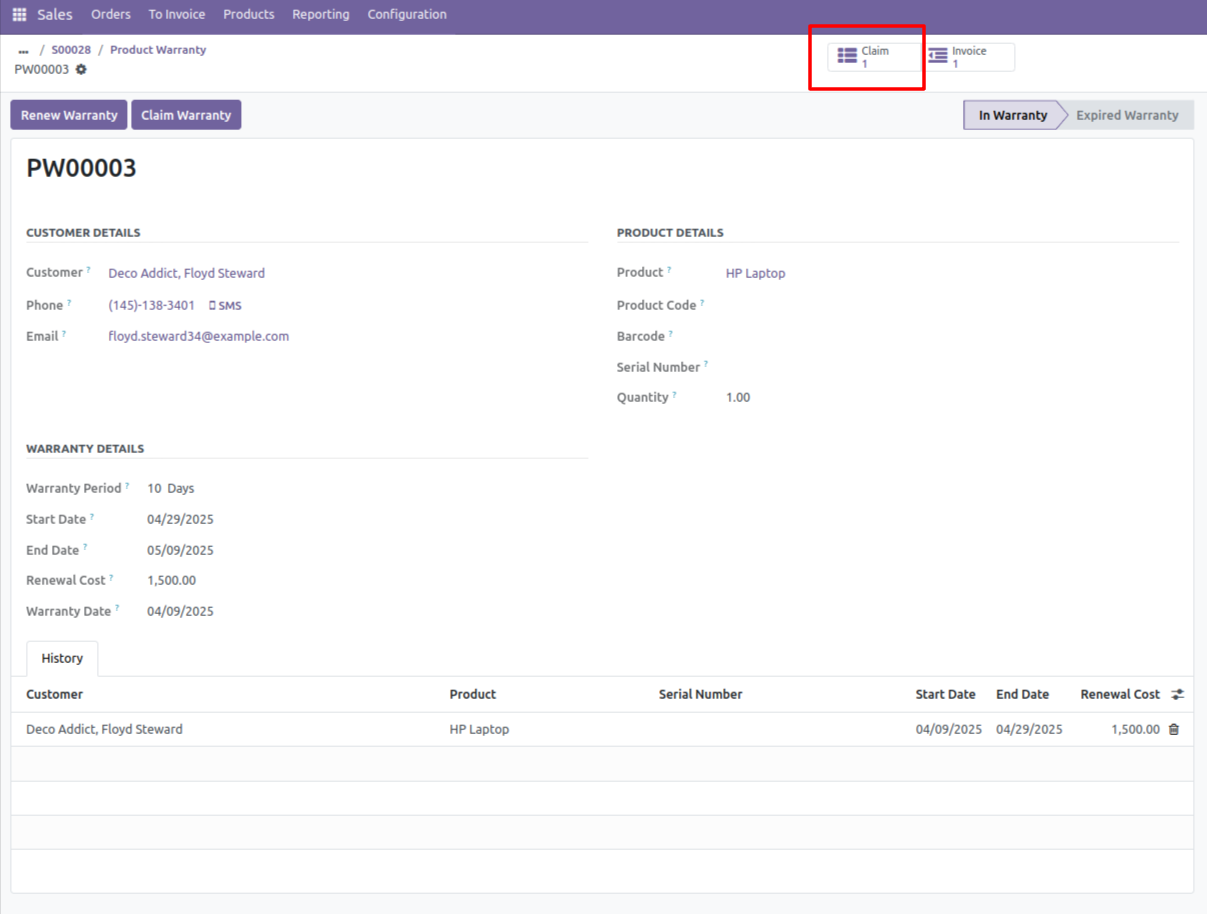 Sales Orders To Invoice Products Reporting Configuration
... / S00028 / Product Warranty
PW00003
Claim
1
Invoice
1
Renew Warranty Claim Warranty
In Warranty Expired Warranty
PW00003
CUSTOMER DETAILS
Customer ? Deco Addict, Floyd Steward
Phone ? (145)-138-3401 SMS
Email ? floyd.steward34@example.com
PRODUCT DETAILS
Product ? HP Laptop
Product Code ?
Barcode ?
Serial Number ?
Quantity ? 1.00
WARRANTY DETAILS
Warranty Period ? 10 Days
Start Date ? 04/29/2025
End Date ? 05/09/2025
Renewal Cost ? 1,500.00
Warranty Date ? 04/09/2025
History
Customer Product Serial Number Start Date End Date Renewal Cost
Deco Addict, Floyd Steward HP Laptop 04/09/2025 04/29/2025 1,500.00